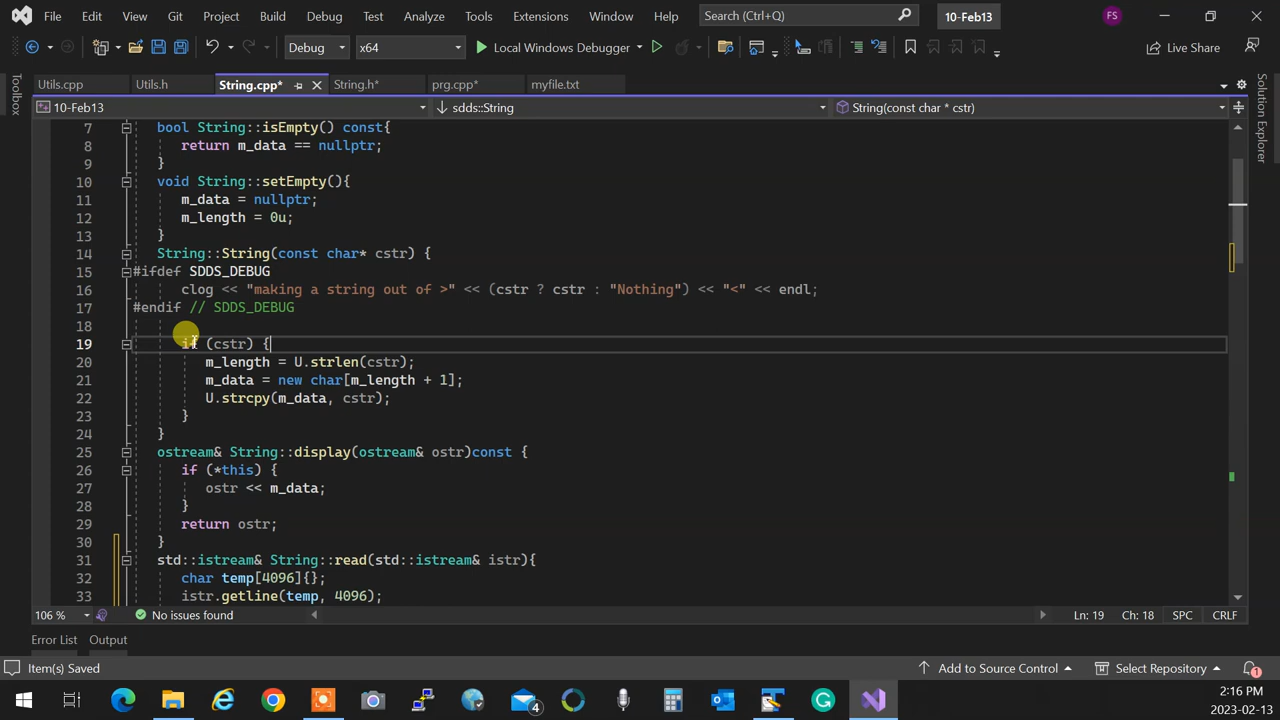 File Edit View Git Project Build Debug Test Analyze Tools Extensions Window Help Search (Ctrl+Q) 10-Feb13 FS
Debug x64 Local Windows Debugger Live Share
Utils.cpp Utils.h String.cpp* String.h* prg.cpp* myfile.txt
Toolbox
Solution Explorer
10-Feb13 sdds::String String(const char * cstr)
7 bool String::isEmpty() const{
8 return m_data == nullptr;
9 }
10 void String::setEmpty(){
11 m_data = nullptr;
12 m_length = 0u;
13 }
14 String::String(const char* cstr) {
15 #ifdef SDDS_DEBUG
16 clog << "making a string out of >" << (cstr ? cstr : "Nothing") << "<" << endl;
17 #endif // SDDS_DEBUG
18
19 if (cstr) {
20 m_length = U.strlen(cstr);
21 m_data = new char[m_length + 1];
22 U.strcpy(m_data, cstr);
23 }
24 }
25 ostream& String::display(ostream& ostr)const {
26 if (*this) {
27 ostr << m_data;
28 }
29 return ostr;
30 }
31 std::istream& String::read(std::istream& istr){
32 char temp[4096]{};
33 istr.getline(temp, 4096);
106 % No issues found Ln: 19 Ch: 18 SPC CRLF
Error List Output
Item(s) Saved Add to Source Control Select Repository 1
4
2:16 PM
2023-02-13